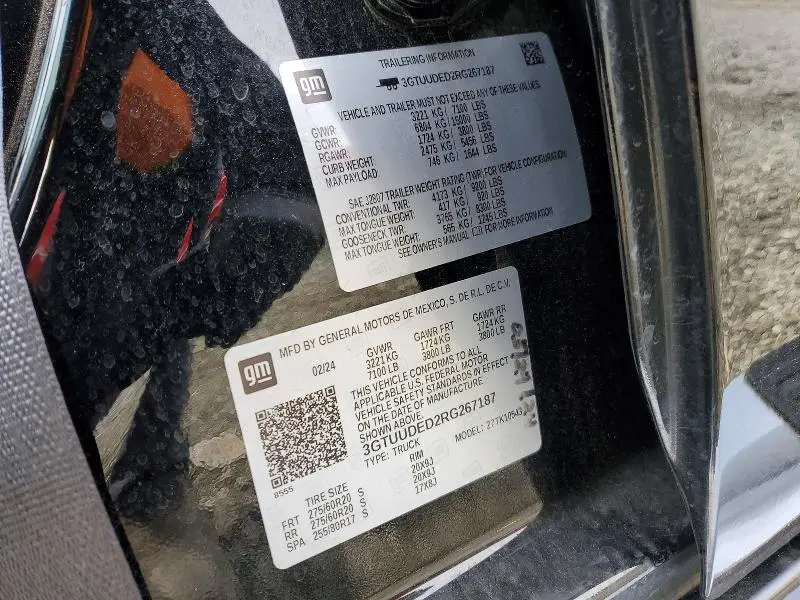 TRAILERING INFORMATION
gm
3GTUUDED2RG267187
VEHICLE AND TRAILER MUST NOT EXCEED ANY OF THESE VALUES.
GVWR: 3221 KG/ 7100 LBS
GCWR: 6804 KG/15000 LBS
RGAWR: 1724 KG/ 3800 LBS
CURB WEIGHT: 2475 KG/ 5456 LBS
MAX PAYLOAD: 746 KG/ 1644 LBS
SAE J2807 TRAILER WEIGHT RATING (TWR) FOR VEHICLE CONFIGURATION
CONVENTIONAL TWR: 4173 KG/ 9200 LBS
MAX TONGUE WEIGHT: 417 KG/ 920 LBS
GOOSENECK TWR: 3765 KG/ 8300 LBS
MAX TONGUE WEIGHT: 565 KG/ 1245 LBS
SEE OWNER'S MANUAL FOR MORE INFORMATION
gm
MFD BY GENERAL MOTORS DE MEXICO, S. DE R.L. DE C.V.
02/24 GVWR GAWR FRT GAWR RR
3221 KG 1724 KG 1724 KG
7100 LB 3800 LB 3800 LB
THIS VEHICLE CONFORMS TO ALL
APPLICABLE U.S. FEDERAL MOTOR
VEHICLE SAFETY STANDARDS IN EFFECT
ON THE DATE OF MANUFACTURE
SHOWN ABOVE.
3GTUUDED2RG267187
TYPE: TRUCK MODEL: 277K10543
8555
TIRE SIZE RIM
FRT 275/60R20 S 20X9J
RR 275/60R20 S 20X9J
SPA 255/80R17 S 17X8J